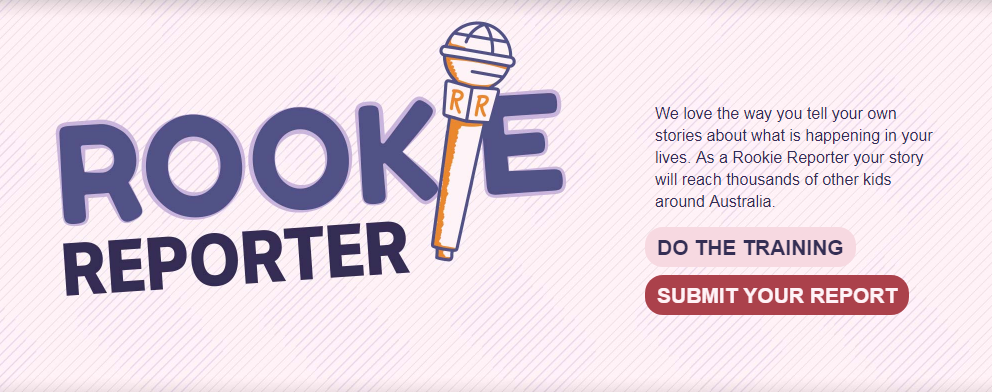 ROOKIE
RR
REPORTER
We love the way you tell your own
stories about what is happening in your
lives. As a Rookie Reporter your story
will reach thousands of other kids
around Australia.
DO THE TRAINING
SUBMIT YOUR REPORT